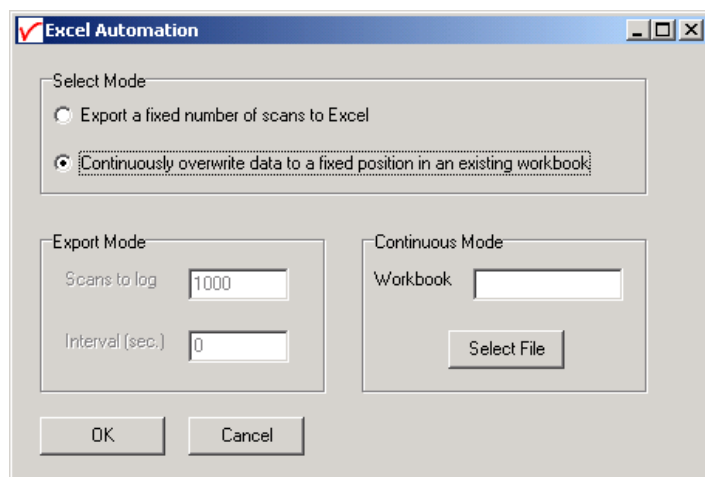 Excel Automation
Select Mode
Export a fixed number of scans to Excel
Continuously overwrite data to a fixed position in an existing workbook
Export Mode
Scans to log 1000
Interval (sec.) 0
Continuous Mode
Workbook
Select File
OK Cancel